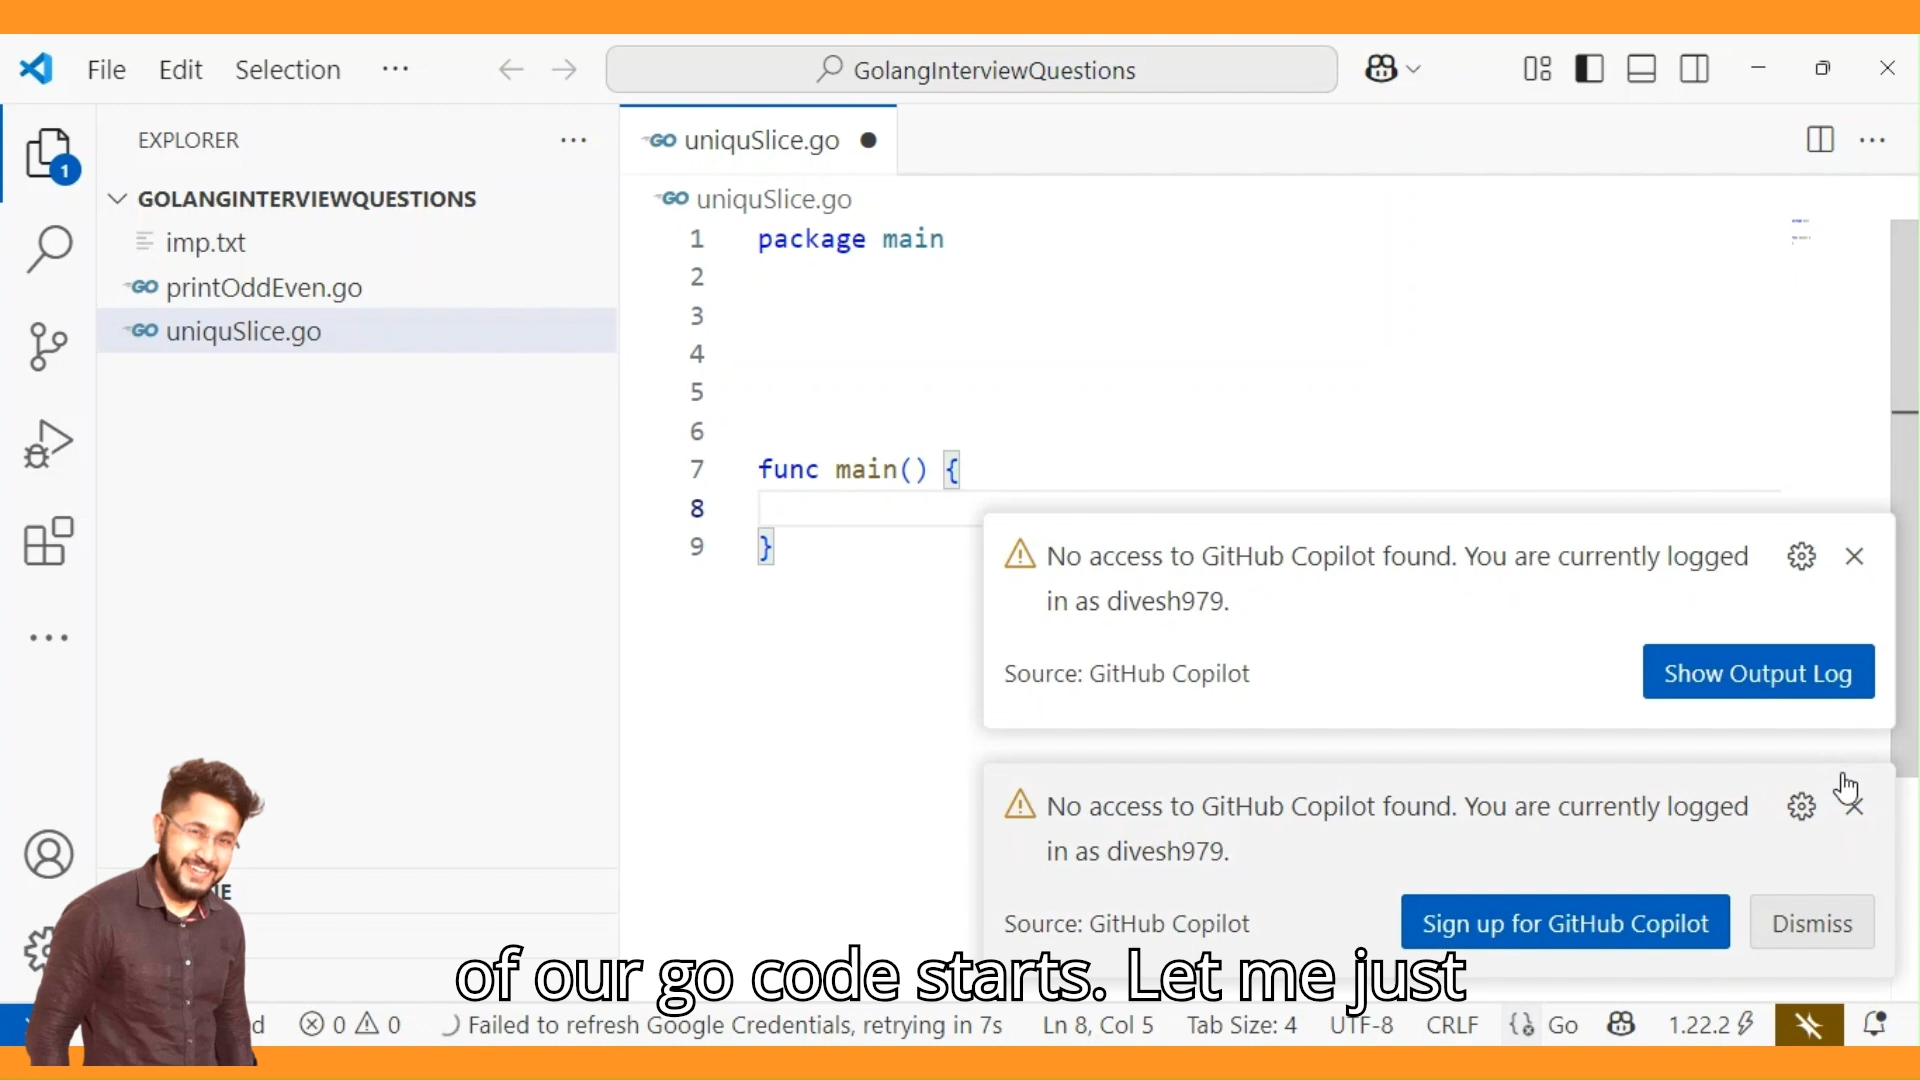 File Edit Selection ···
GolangInterviewQuestions
EXPLORER ···
1
GOLANGINTERVIEWQUESTIONS
imp.txt
GO printOddEven.go
GO uniquSlice.go
GO uniquSlice.go ●
GO uniquSlice.go
1 package main
2
3
4
5
6
7 func main() {
8
9 }
No access to GitHub Copilot found. You are currently logged
in as divesh979.
Source: GitHub Copilot
Show Output Log
No access to GitHub Copilot found. You are currently logged
in as divesh979.
Source: GitHub Copilot
Sign up for GitHub Copilot
Dismiss
of our go code starts. Let me just
0 0 Failed to refresh Google Credentials, retrying in 7s Ln 8, Col 5 Tab Size: 4 UTF-8 CRLF Go 1.22.2